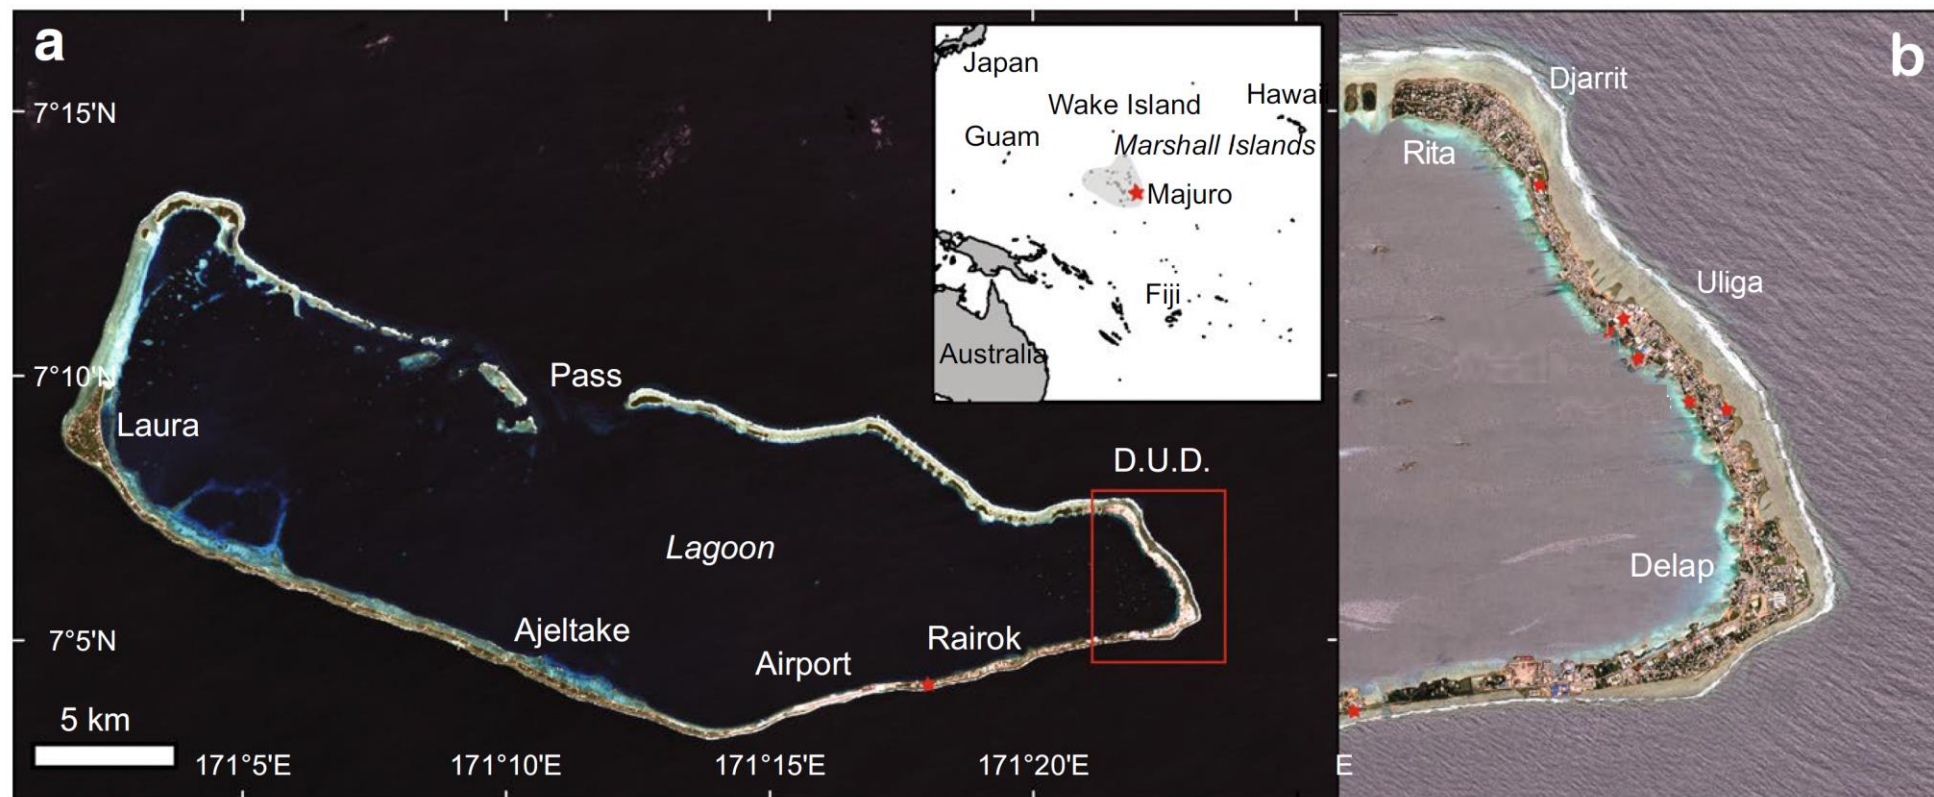 a
7°15'N
7°10'N
7°5'N
Laura
Pass
Lagoon
D.U.D.
Ajeltake
Airport
Rairok
5 km
171°5'E
171°10'E
171°15'E
171°20'E
E
Japan
Wake Island
Hawaii
Guam
Marshall Islands
Majuro
Fiji
Australia
b
Djarrit
Rita
Uliga
Delap